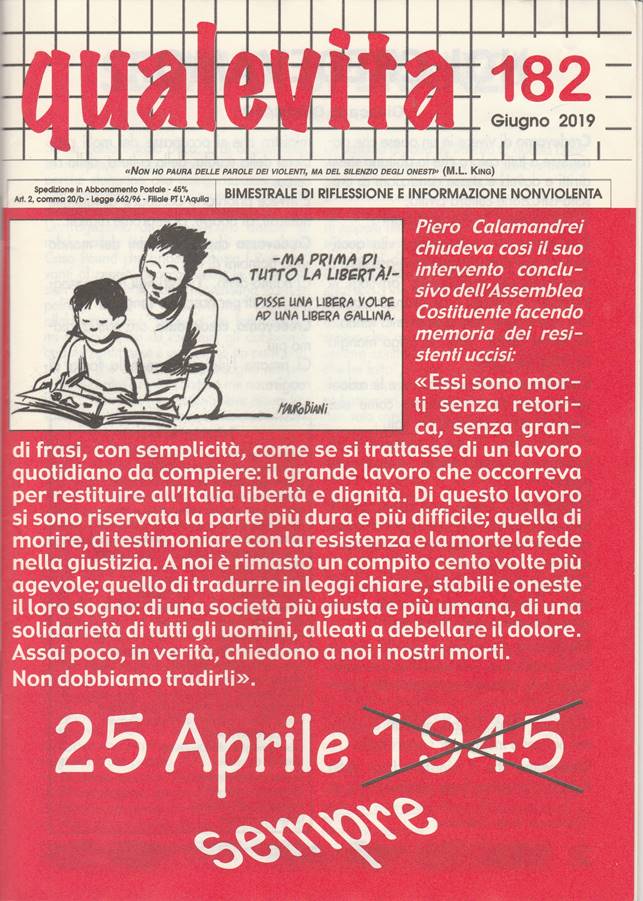 qualevita 182
Giugno 2019
«NON HO PAURA DELLE PAROLE DEI VIOLENTI, MA DEL SILENZIO DEGLI ONESTI» (M.L. KING)
Spedizione in Abbonamento Postale - 45%
Art. 2, comma 20/b - Legge 662/96 - Filiale PT L'Aquila
BIMESTRALE DI RIFLESSIONE E INFORMAZIONE NONVIOLENTA
-MA PRIMA DI
TUTTO LA LIBERTÀ!-
DISSE UNA LIBERA VOLPE
AD UNA LIBERA GALLINA.
MAUROBIANI
Piero Calamandrei
chiudeva così il suo
intervento conclu-
sivo dell'Assemblea
Costituente facendo
memoria dei resi-
stenti uccisi:
«Essi sono mor-
ti senza retori-
ca, senza gran-
di frasi, con semplicità, come se si trattasse di un lavoro
quotidiano da compiere: il grande lavoro che occorreva
per restituire all'Italia libertà e dignità. Di questo lavoro
si sono riservata la parte più dura e più difficile; quella di
morire, di testimoniare con la resistenza e la morte la fede
nella giustizia. A noi è rimasto un compito cento volte più
agevole; quello di tradurre in leggi chiare, stabili e oneste
il loro sogno: di una società più giusta e più umana, di una
solidarietà di tutti gli uomini, alleati a debellare il dolore.
Assai poco, in verità, chiedono a noi i nostri morti.
Non dobbiamo tradirli».
25 Aprile 1945
sempre